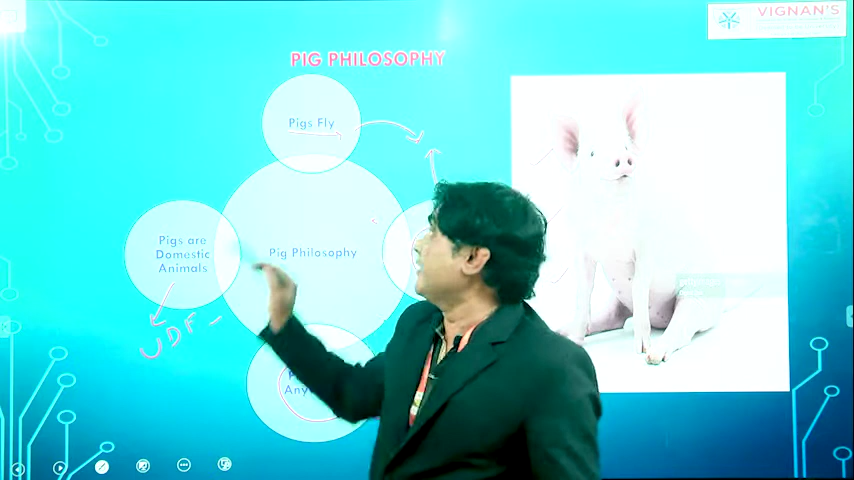 VIGNAN'S
PIG PHILOSOPHY
Pigs Fly
Pigs are
Domestic
Animals
Pig Philosophy
UDF -